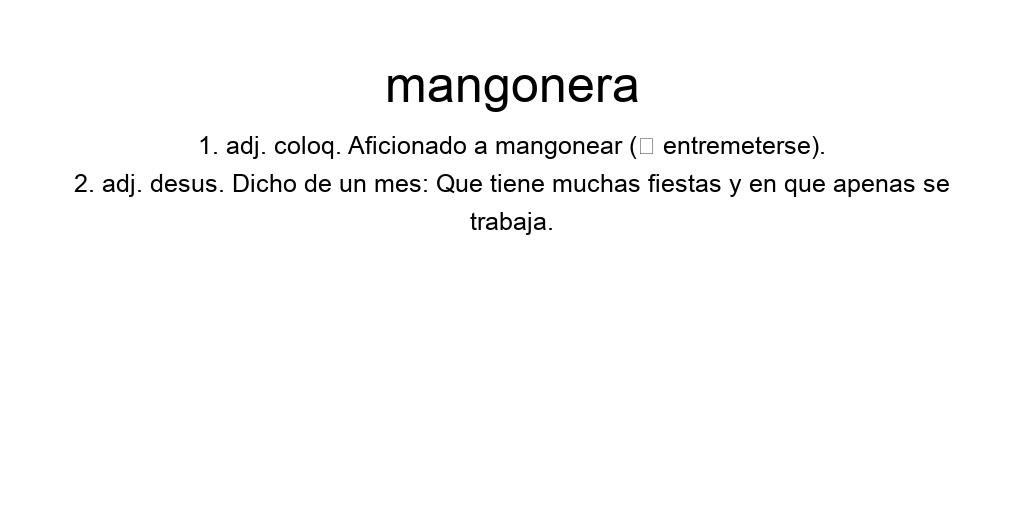 mangonera
1. adj. coloq. Aficionado a mangonear (□ entremeterse).
2. adj. desus. Dicho de un mes: Que tiene muchas fiestas y en que apenas se
trabaja.